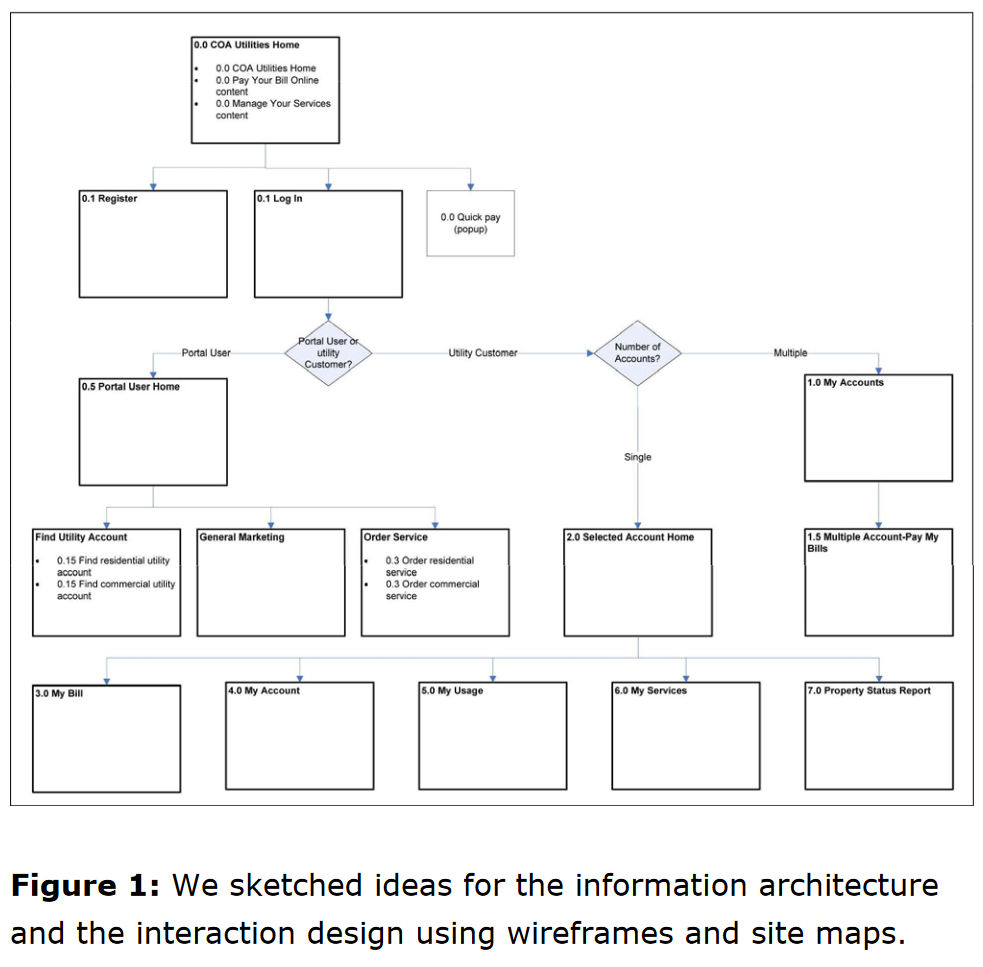 0.0 COA Utilities Home
• 0.0 COA Utilities Home
• 0.0 Pay Your Bill Online
content
• 0.0 Manage Your Services
content
0.1 Register
0.1 Log In
0.0 Quick pay
(popup)
Portal User or
utility
Customer?
Portal User
Utility Customer
Number of
Accounts?
Multiple
Single
0.5 Portal User Home
1.0 My Accounts
Find Utility Account
• 0.15 Find residential utility
account
• 0.15 Find commercial utility
account
General Marketing
Order Service
• 0.3 Order residential
service
• 0.3 Order commercial
service
2.0 Selected Account Home
1.5 Multiple Account-Pay My
Bills
3.0 My Bill
4.0 My Account
5.0 My Usage
6.0 My Services
7.0 Property Status Report
Figure 1: We sketched ideas for the information architecture
and the interaction design using wireframes and site maps.